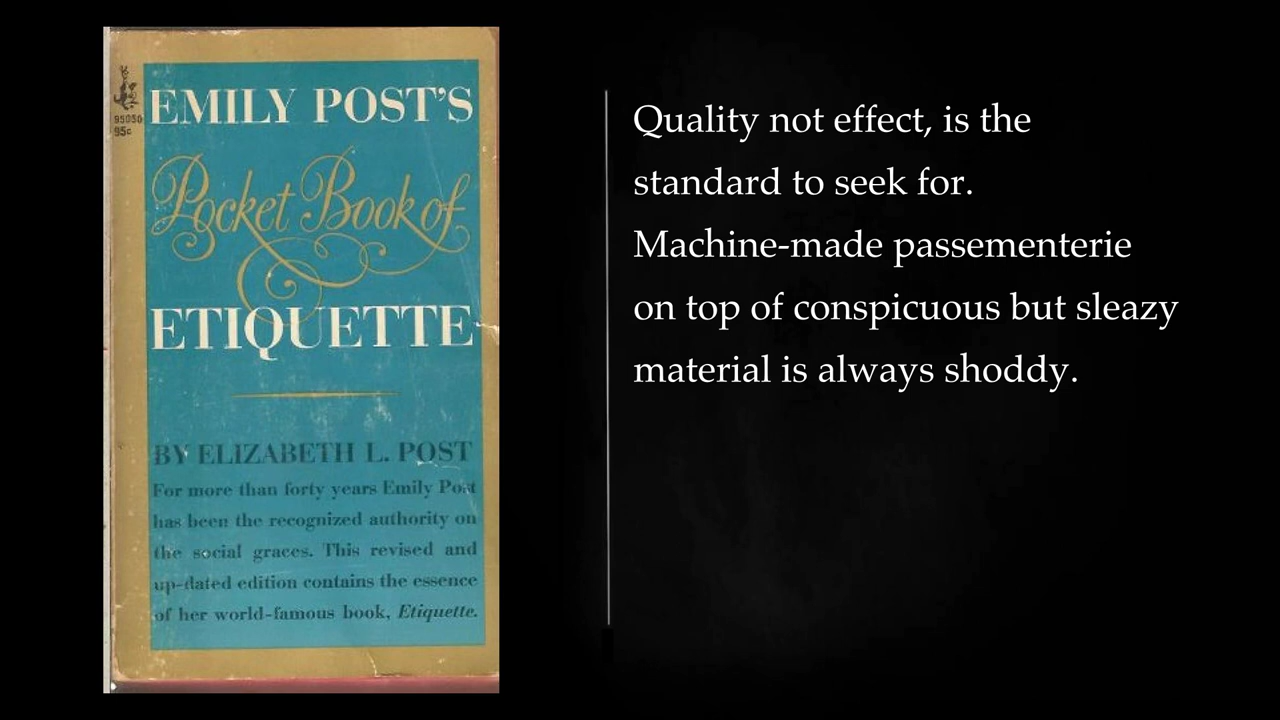 EMILY POST'S
95050
95c
Pocket Book of
ETIQUETTE
BY ELIZABETH L. POST
For more than forty years Emily Post
has been the recognized authority on
the social graces. This revised and
up-dated edition contains the essence
of her world-famous book, Etiquette.
Quality not effect, is the
standard to seek for.
Machine-made passementerie
on top of conspicuous but sleazy
material is always shoddy.